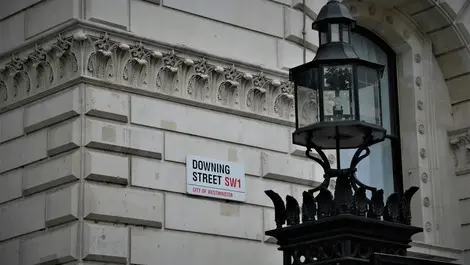 DOWNING
STREET SW1
CITY OF WESTMINSTER